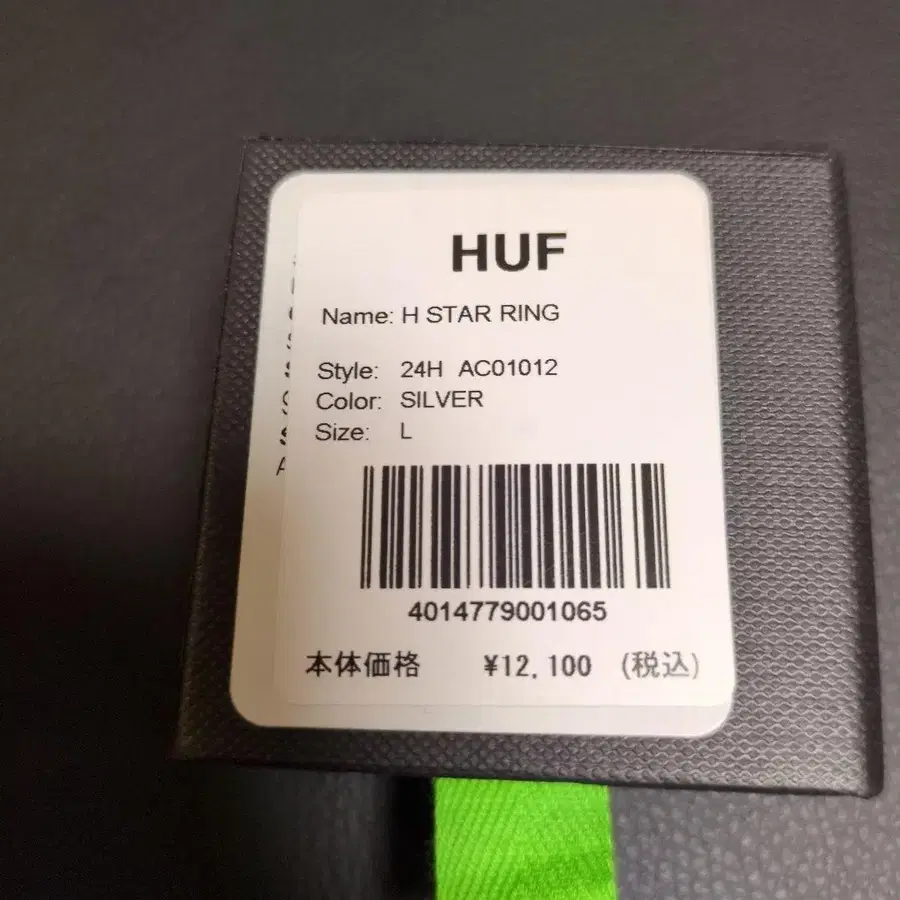 HUF
Name: H STAR RING
Style: 24H AC01012
Color: SILVER
Size: L
4014779001065
本体価格 ¥12,100 (税込)